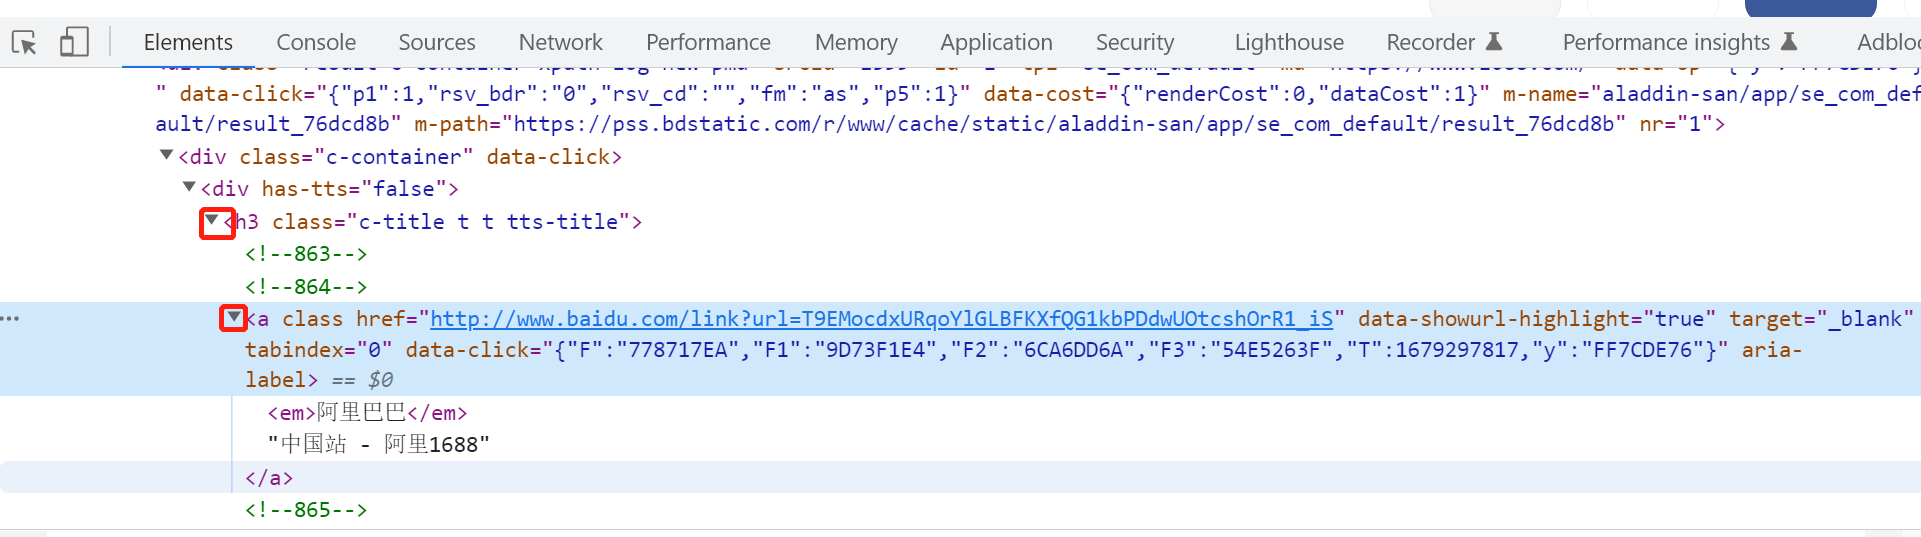 Elements Console Sources Network Performance Memory Application Security Lighthouse Recorder Performance insights Adbloc
" data-click="{"p1":1,"rsv_bdr":"0","rsv_cd":"","fm":"as","p5":1}" data-cost="{"renderCost":0,"dataCost":1}" m-name="aladdin-san/app/se_com_def
ault/result_76dcd8b" m-path="https://pss.bdstatic.com/r/www/cache/static/aladdin-san/app/se_com_default/result_76dcd8b" nr="1">
<div class="c-container" data-click>
<div has-tts="false">
<h3 class="c-title t t tts-title">
<!--863-->
<!--864-->
<a class href="http://www.baidu.com/link?url=T9EMocdxURqoYlGLBFKXfQG1kbPDdwUOtcshOrR1_iS" data-showurl-highlight="true" target="_blank"
tabindex="0" data-click="{"F":"778717EA","F1":"9D73F1E4","F2":"6CA6DD6A","F3":"54E5263F","T":1679297817,"y":"FF7CDE76"}" aria-
label> == $0
<em>阿里巴巴</em>
"中国站 - 阿里1688"
</a>
<!--865-->